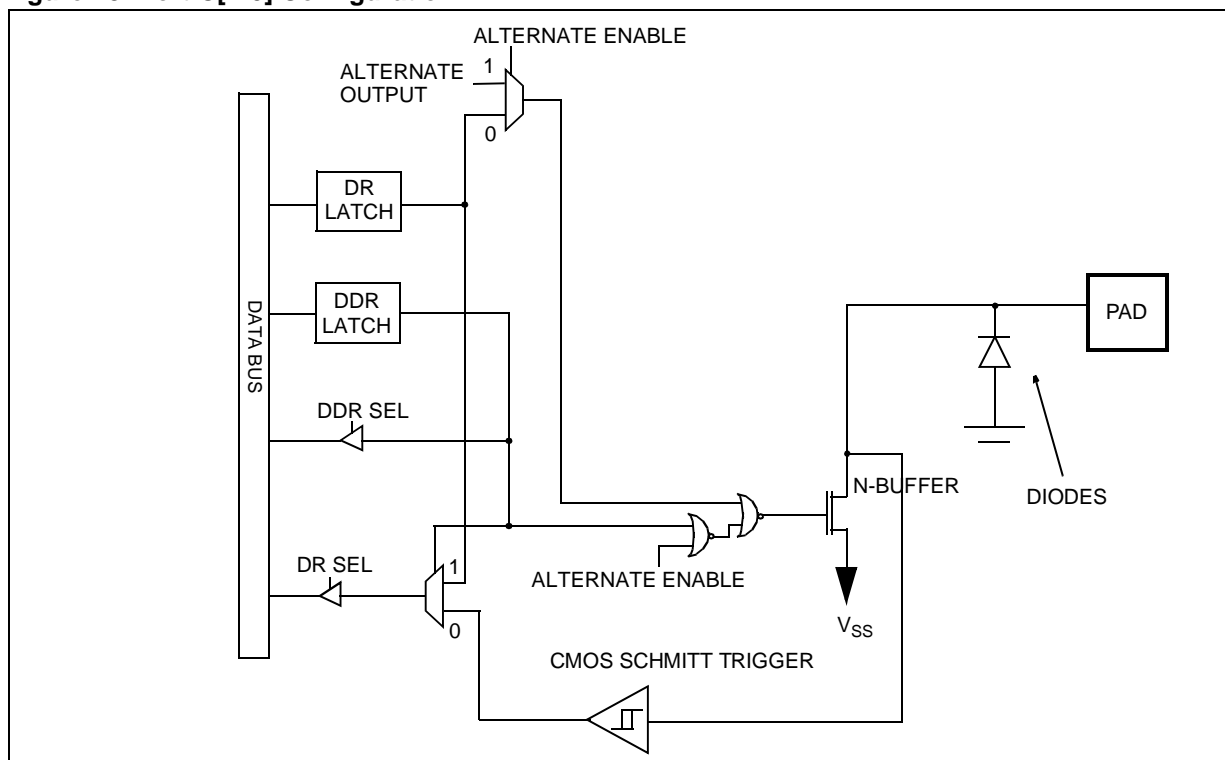 ALTERNATE ENABLE
ALTERNATE
OUTPUT
1
0
DR
LATCH
DDR
LATCH
DATA BUS
PAD
DDR SEL
N-BUFFER
DIODES
DR SEL
1
0
ALTERNATE ENABLE
VSS
CMOS SCHMITT TRIGGER